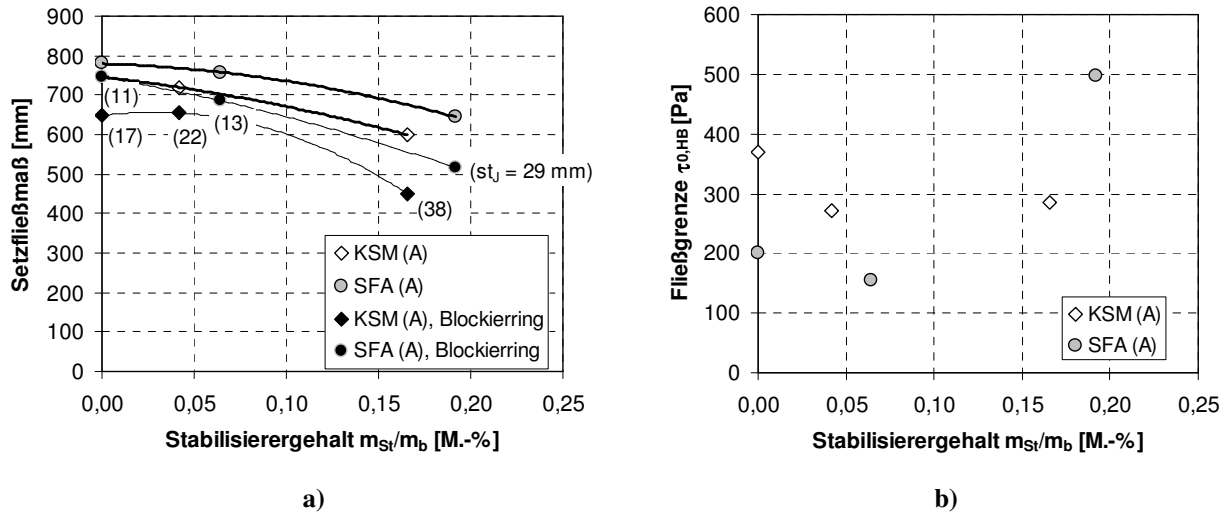 900
800
700
600
500
400
300
200
100
0
Setzfließmaß [mm]
(11)
(17)
(22)
(13)
(st_J = 29 mm)
(38)
KSM (A)
SFA (A)
KSM (A), Blockierring
SFA (A), Blockierring
0,00 0,05 0,10 0,15 0,20 0,25
Stabilisierergehalt m_St/m_b [M.-%]
a)
600
500
400
300
200
100
0
Fließgrenze τ_0,HB [Pa]
KSM (A)
SFA (A)
0,00 0,05 0,10 0,15 0,20 0,25
Stabilisierergehalt m_St/m_b [M.-%]
b)